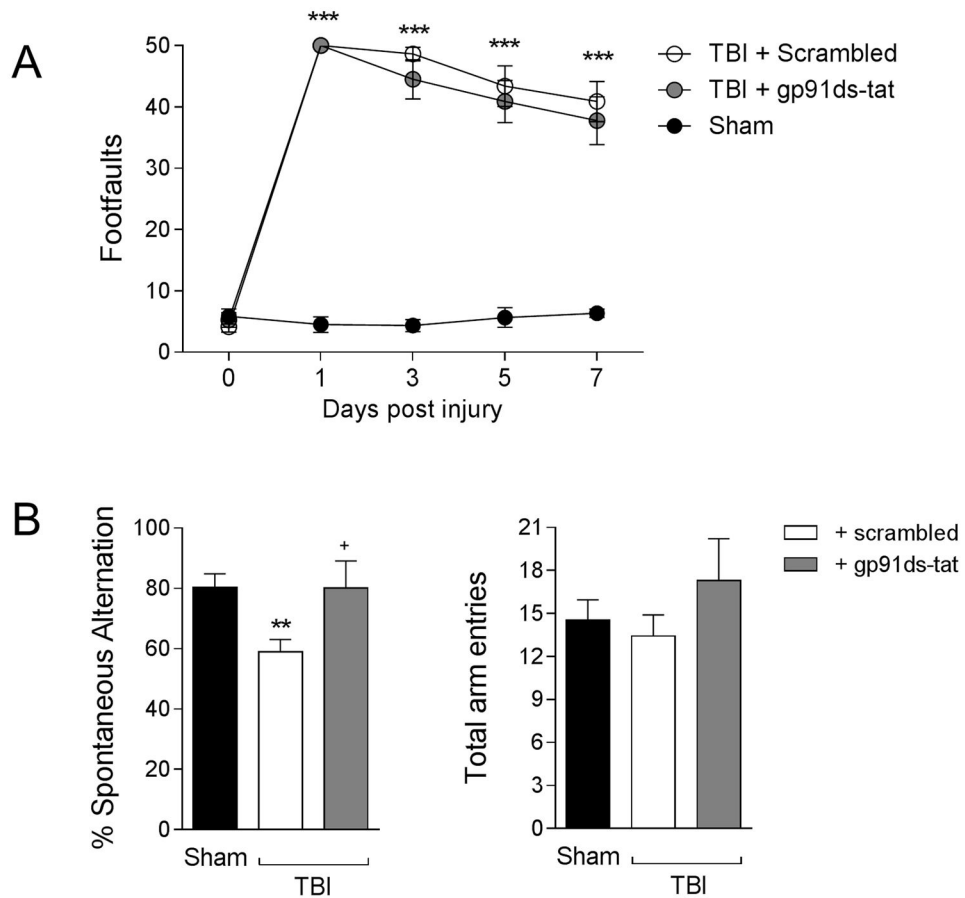 A
***
***
***
***
50
40
30
20
10
0
Footfaults
0 1 3 5 7
Days post injury
TBI + Scrambled
TBI + gp91ds-tat
Sham
B
% Spontaneous Alternation
100
80
60
40
20
0
**
+
Sham
TBI
Total arm entries
21
18
15
12
9
6
3
0
Sham
TBI
+ scrambled
+ gp91ds-tat